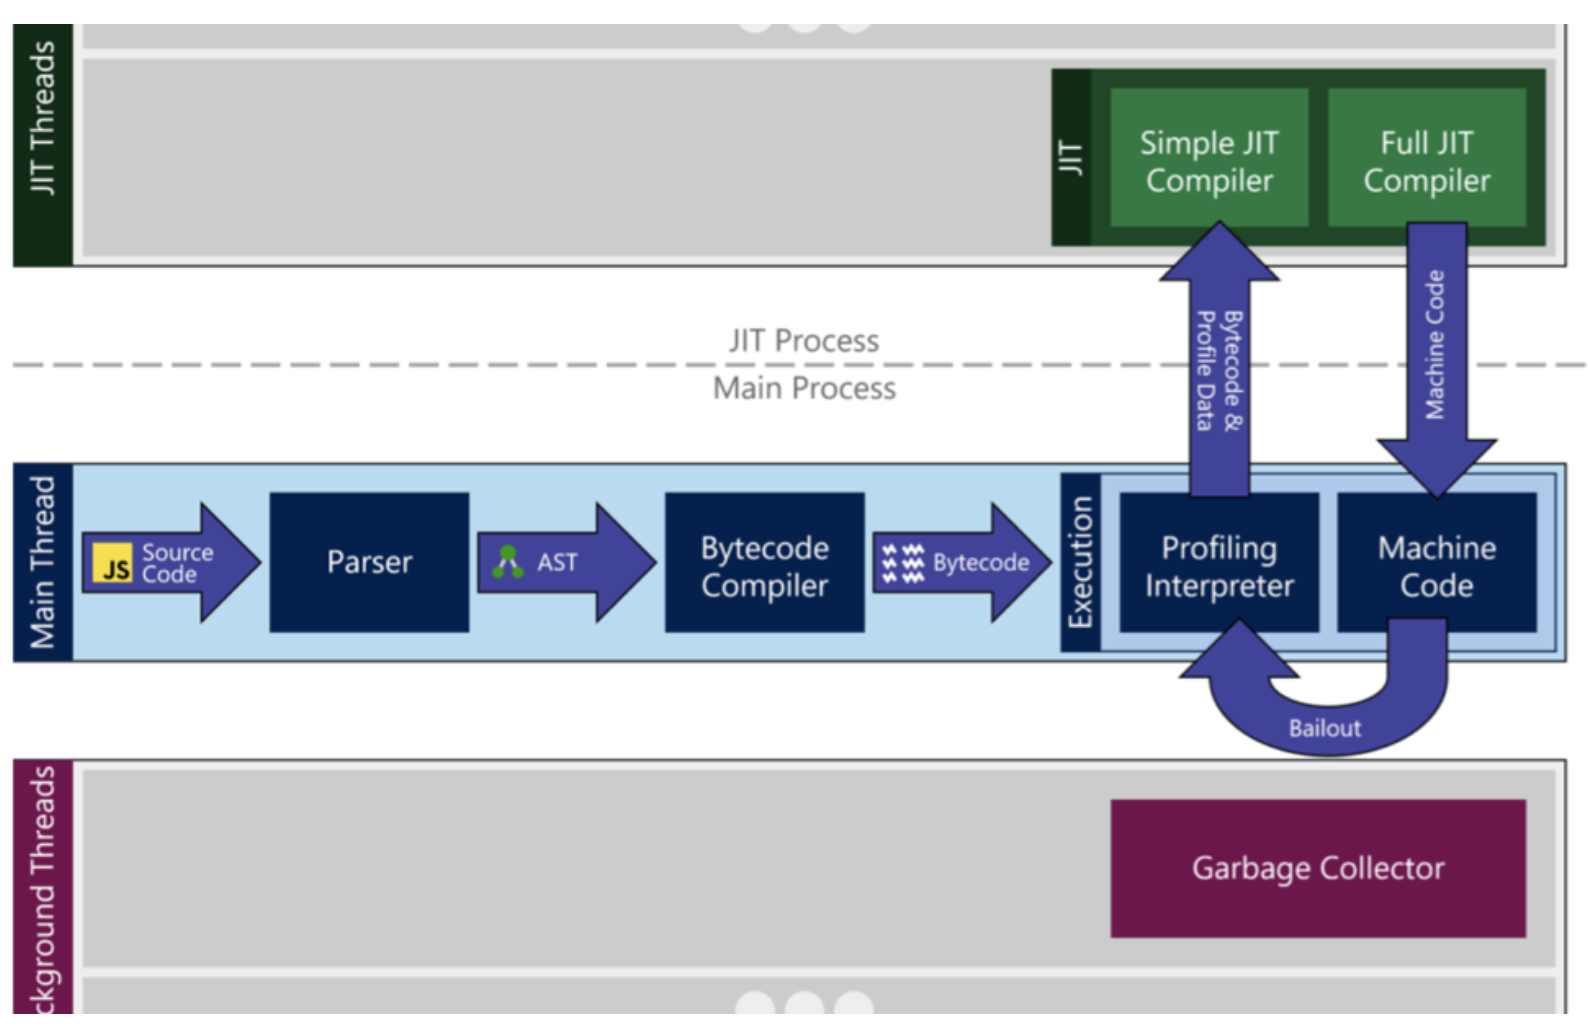 JIT Threads
JIT
Simple JIT
Compiler
Full JIT
Compiler
Bytecode &
Profile Data
Machine Code
JIT Process
Main Process
Main Thread
JS
Source
Code
Parser
AST
Bytecode
Compiler
Bytecode
Execution
Profiling
Interpreter
Machine
Code
Bailout
ckground Threads
Garbage Collector